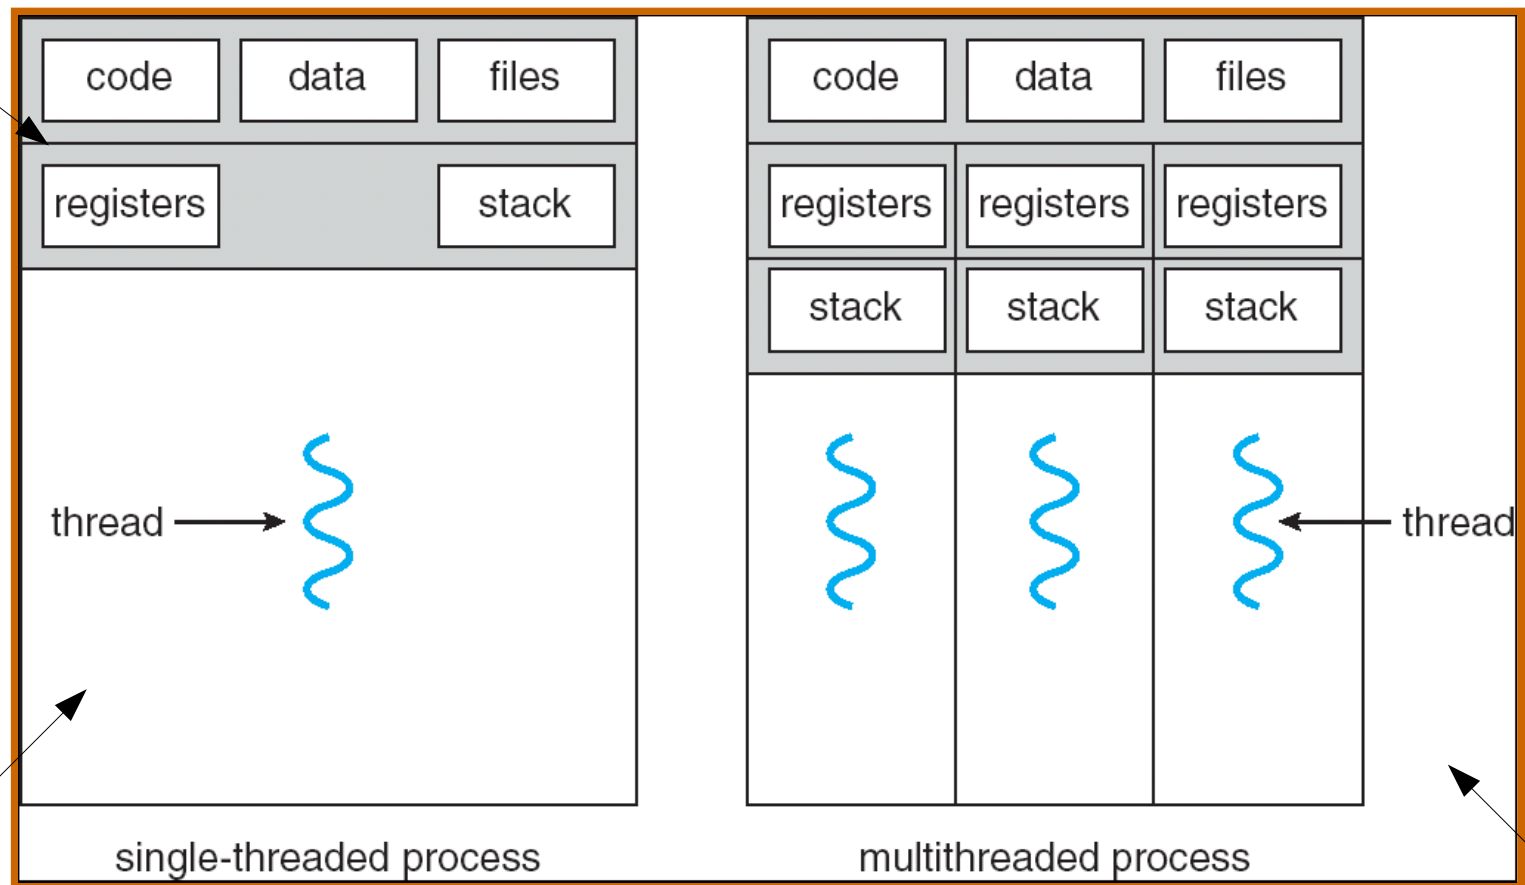 code data files
registers stack
thread
single-threaded process
code data files
registers registers registers
stack stack stack
thread
multithreaded process